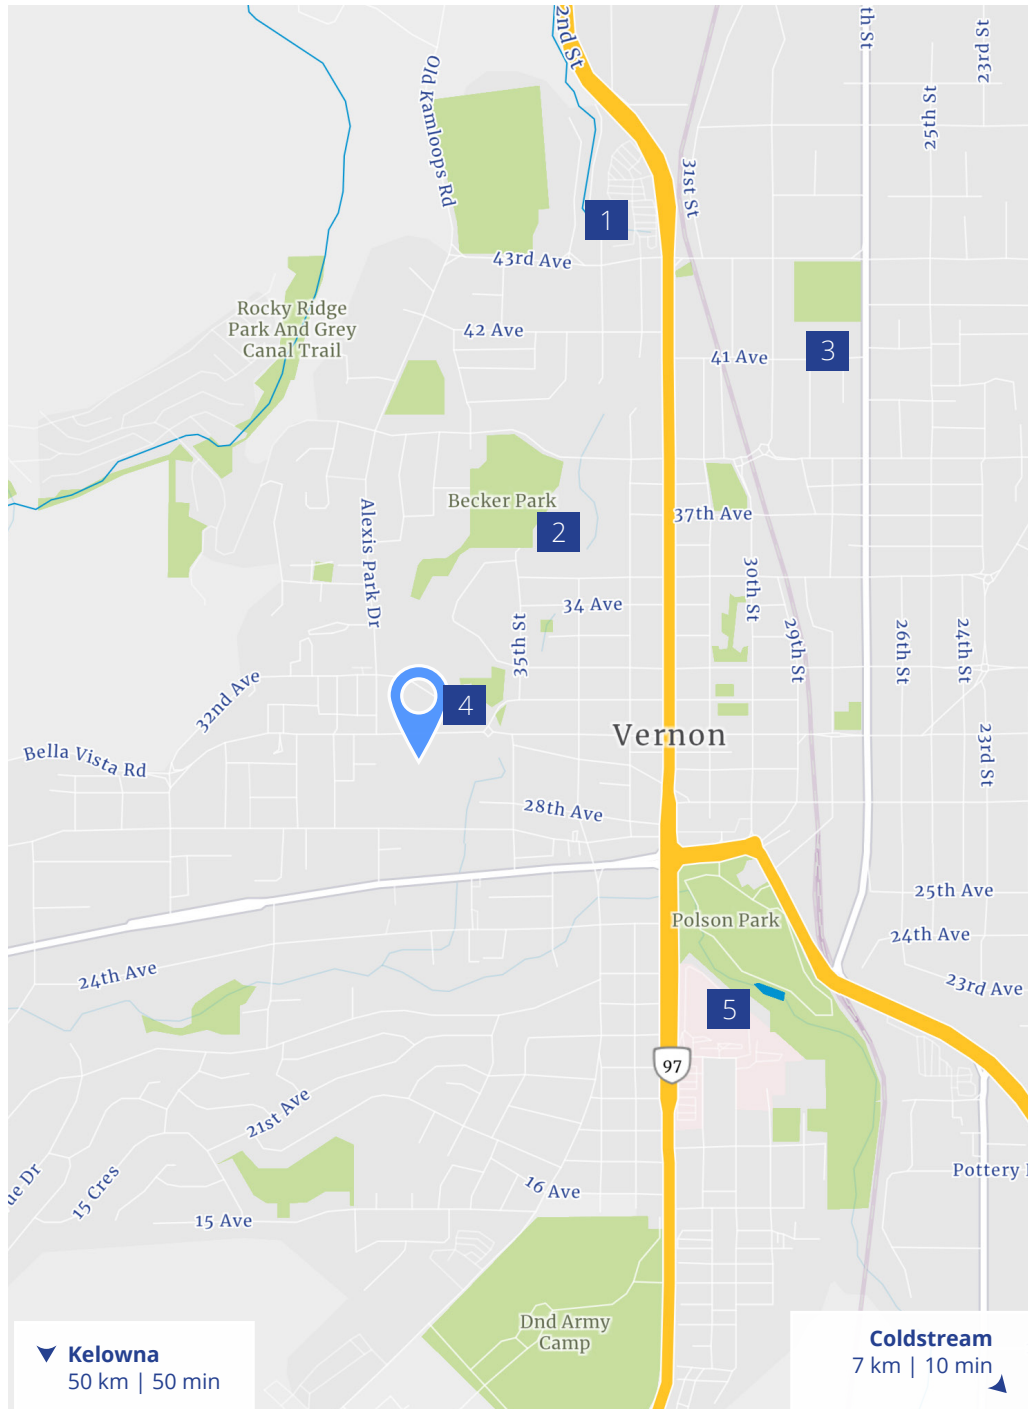 2nd St
th St
23rd St
Old Kamloops Rd
25th St
31st St
1
43rd Ave
Rocky Ridge
Park And Grey
Canal Trail
42 Ave
41 Ave
3
Becker Park
2
37th Ave
Alexis Park Dr
34 Ave
30th St
35th St
29th St
26th St
24th St
32nd Ave
4
Vernon
23rd St
Bella Vista Rd
28th Ave
25th Ave
Polson Park
24th Ave
24th Ave
23rd Ave
5
97
21st Ave
ue Dr
15 Cres
16 Ave
Pottery
15 Ave
Dnd Army
Camp
Kelowna
50 km | 50 min
Coldstream
7 km | 10 min